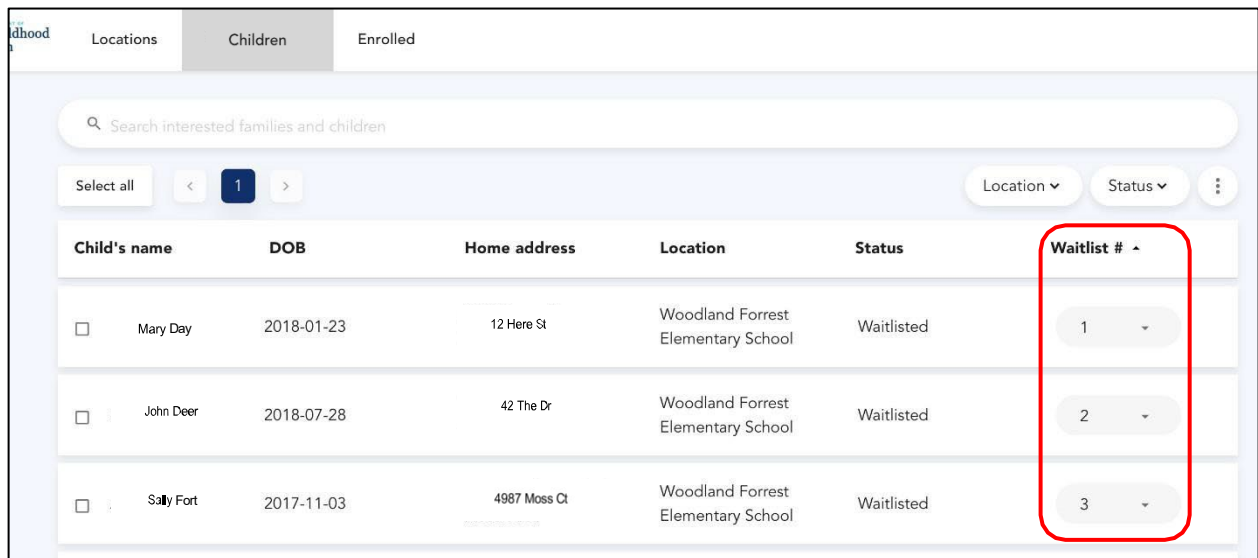 Locations Children Enrolled
Search interested families and children
Select all < 1 > Location Status
Child's name DOB Home address Location Status Waitlist #
Mary Day 2018-01-23 12 Here St Woodland Forrest Waitlisted 1
Elementary School
John Deer 2018-07-28 42 The Dr Woodland Forrest Waitlisted 2
Elementary School
Sally Fort 2017-11-03 4987 Moss Ct Woodland Forrest Waitlisted 3
Elementary School